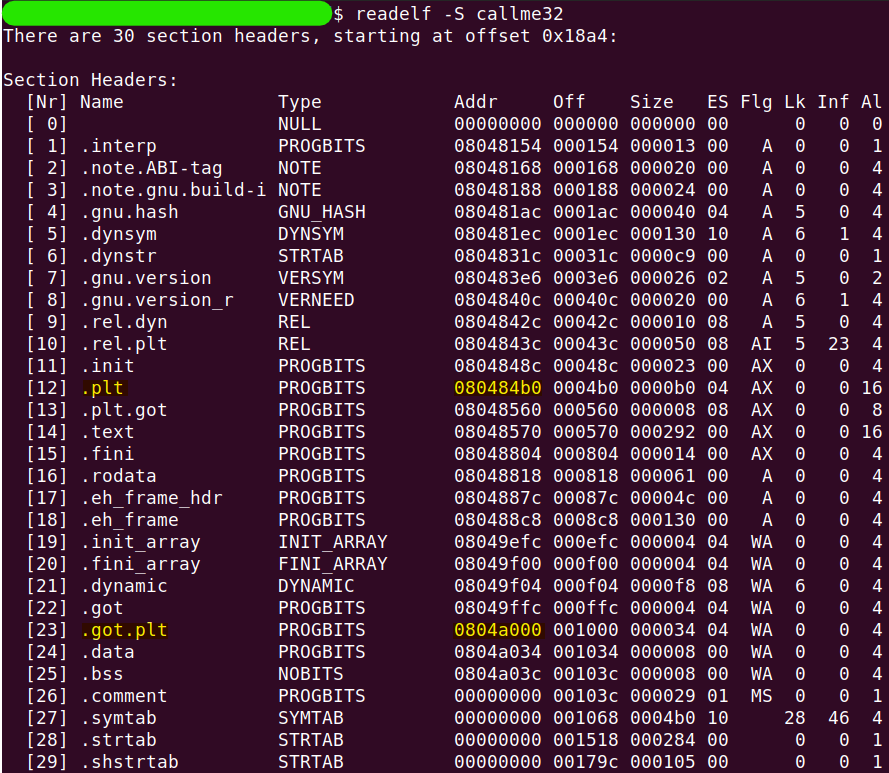 $ readelf -S callme32
There are 30 section headers, starting at offset 0x18a4:
Section Headers:
[Nr] Name Type Addr Off Size ES Flg Lk Inf Al
[ 0] NULL 00000000 000000 000000 00 0 0 0
[ 1] .interp PROGBITS 08048154 000154 000013 00 A 0 0 1
[ 2] .note.ABI-tag NOTE 08048168 000168 000020 00 A 0 0 4
[ 3] .note.gnu.build-i NOTE 08048188 000188 000024 00 A 0 0 4
[ 4] .gnu.hash GNU_HASH 080481ac 0001ac 000040 04 A 5 0 4
[ 5] .dynsym DYNSYM 080481ec 0001ec 000130 10 A 6 1 4
[ 6] .dynstr STRTAB 0804831c 00031c 0000c9 00 A 0 0 1
[ 7] .gnu.version VERSYM 080483e6 0003e6 000026 02 A 5 0 2
[ 8] .gnu.version_r VERNEED 0804840c 00040c 000020 00 A 6 1 4
[ 9] .rel.dyn REL 0804842c 00042c 000010 08 A 5 0 4
[10] .rel.plt REL 0804843c 00043c 000050 08 AI 5 23 4
[11] .init PROGBITS 0804848c 00048c 000023 00 AX 0 0 4
[12] .plt PROGBITS 080484b0 0004b0 0000b0 04 AX 0 0 16
[13] .plt.got PROGBITS 08048560 000560 000008 08 AX 0 0 8
[14] .text PROGBITS 08048570 000570 000292 00 AX 0 0 16
[15] .fini PROGBITS 08048804 000804 000014 00 AX 0 0 4
[16] .rodata PROGBITS 08048818 000818 000061 00 A 0 0 4
[17] .eh_frame_hdr PROGBITS 0804887c 00087c 00004c 00 A 0 0 4
[18] .eh_frame PROGBITS 080488c8 0008c8 000130 00 A 0 0 4
[19] .init_array INIT_ARRAY 08049efc 000efc 000004 04 WA 0 0 4
[20] .fini_array FINI_ARRAY 08049f00 000f00 000004 04 WA 0 0 4
[21] .dynamic DYNAMIC 08049f04 000f04 0000f8 08 WA 6 0 4
[22] .got PROGBITS 08049ffc 000ffc 000004 04 WA 0 0 4
[23] .got.plt PROGBITS 0804a000 001000 000034 04 WA 0 0 4
[24] .data PROGBITS 0804a034 001034 000008 00 WA 0 0 4
[25] .bss NOBITS 0804a03c 00103c 000008 00 WA 0 0 4
[26] .comment PROGBITS 00000000 00103c 000029 01 MS 0 0 1
[27] .symtab SYMTAB 00000000 001068 0004b0 10 28 46 4
[28] .strtab STRTAB 00000000 001518 000284 00 0 0 1
[29] .shstrtab STRTAB 00000000 00179c 000105 00 0 0 1